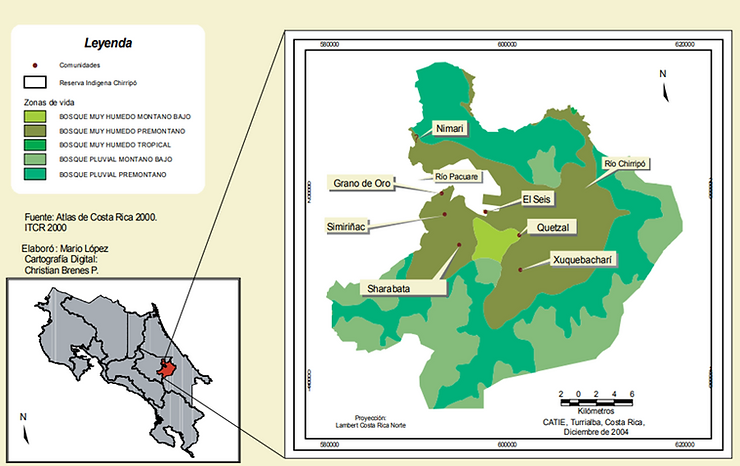 Leyenda
Comunidades
Reserva Indígena Chirripó
Zonas de vida
BOSQUE MUY HUMEDO MONTANO BAJO
BOSQUE MUY HUMEDO PREMONTANO
BOSQUE MUY HUMEDO TROPICAL
BOSQUE PLUVIAL MONTANO BAJO
BOSQUE PLUVIAL PREMONTANO
Fuente: Atlas de Costa Rica 2000.
ITCR 2000
Elaboró : Mario López
Cartografía Digital:
Christian Brenes P.
N
580000
600000
620000
N
Nimari
Río Chirripó
Río Pacuare
Grano de Oro
El Seis
Simiriñac
Quetzal
Xuquebacharí
Sharabata
2 0 2 4 6
Kilómetros
Proyección:
Lambert Costa Rica Norte
CATIE, Turrialba, Costa Rica,
Diciembre de 2004
580000
600000
620000